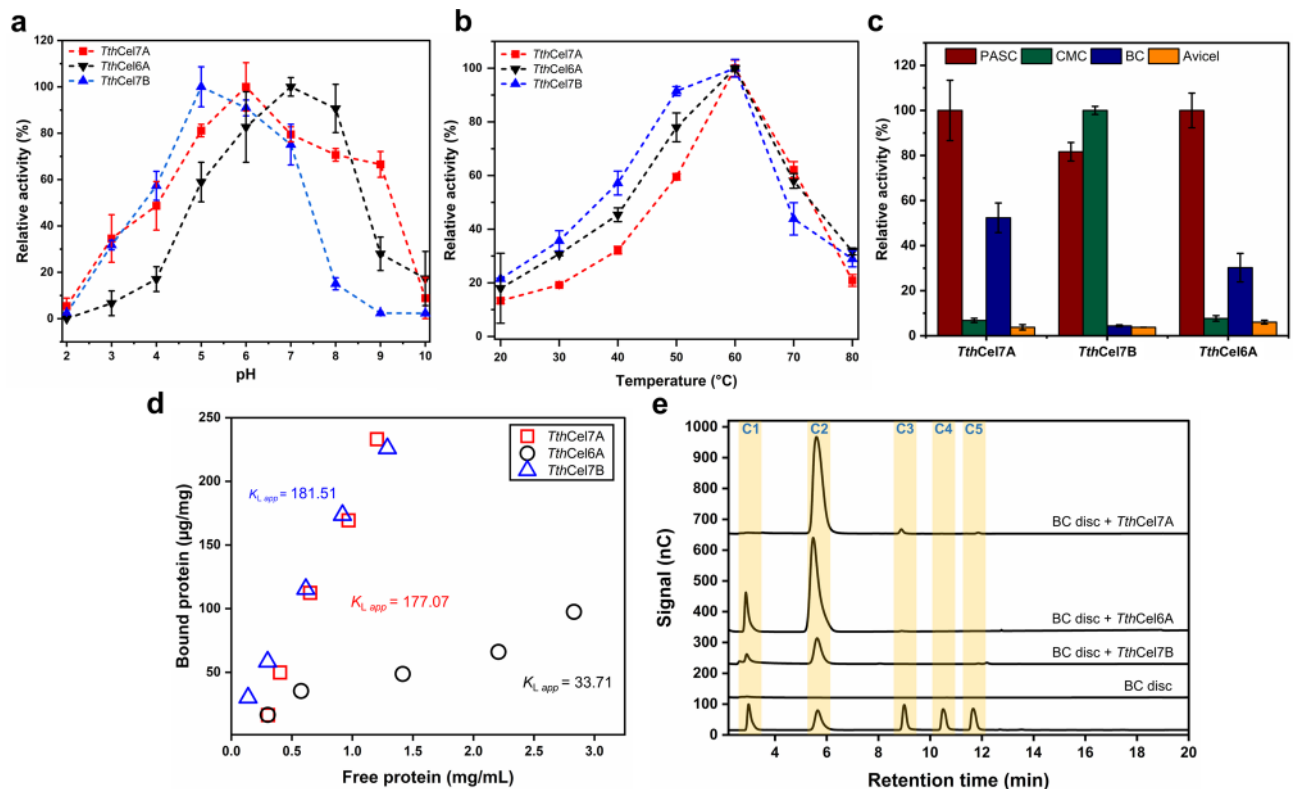 a
TthCel7A
TthCel6A
TthCel7B
120
100
80
60
40
20
0
Relative activity (%)
2 3 4 5 6 7 8 9 10
pH
b
TthCel7A
TthCel6A
TthCel7B
100
80
60
40
20
0
Relative activity (%)
20 30 40 50 60 70 80
Temperature (°C)
c
PASC CMC BC Avicel
120
100
80
60
40
20
0
Relative activity (%)
TthCel7A TthCel7B TthCel6A
d
TthCel7A
TthCel6A
TthCel7B
250
200
150
100
50
Bound protein (µg/mg)
KL app = 181.51
KL app = 177.07
KL app = 33.71
0.0 0.5 1.0 1.5 2.0 2.5 3.0
Free protein (mg/mL)
e
1000
900
800
700
600
500
400
300
200
100
0
Signal (nC)
C1 C2 C3 C4 C5
BC disc + TthCel7A
BC disc + TthCel6A
BC disc + TthCel7B
BC disc
4 6 8 10 12 14 16 18 20
Retention time (min)